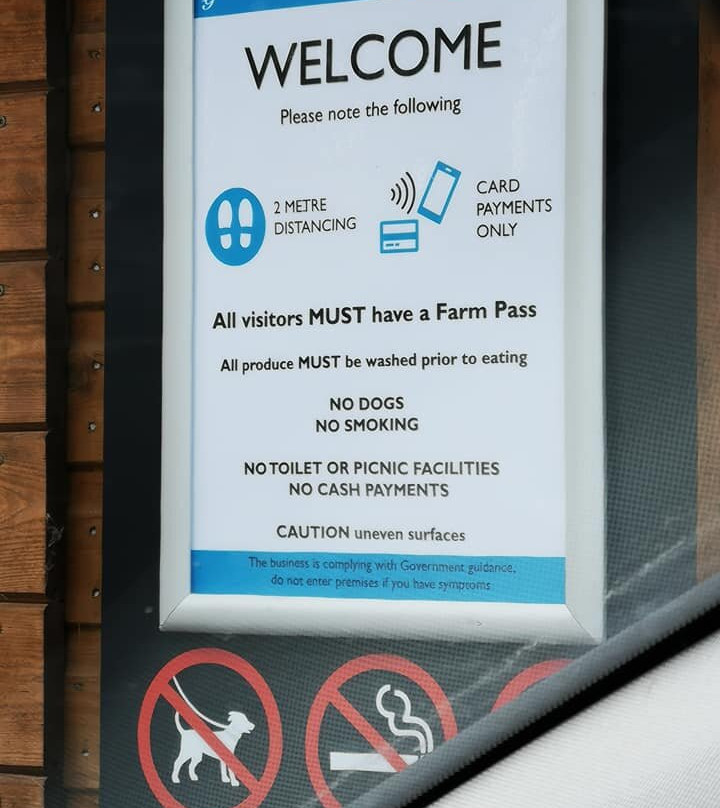 WELCOME
Please note the following
2 METRE
DISTANCING
CARD
PAYMENTS
ONLY
All visitors MUST have a Farm Pass
All produce MUST be washed prior to eating
NO DOGS
NO SMOKING
NO TOILET OR PICNIC FACILITIES
NO CASH PAYMENTS
CAUTION uneven surfaces
The business is complying with Government guidance,
do not enter premises if you have symptoms